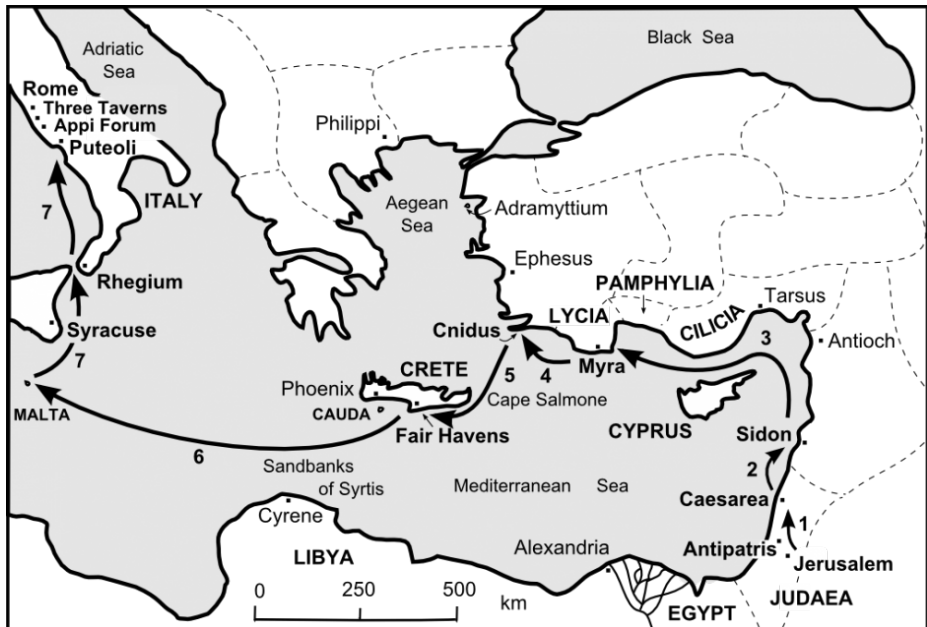 Black Sea
Adriatic
Sea
Rome
Three Taverns
Appi Forum
Puteoli
Philippi
7
ITALY
Aegean
Sea
Adramyttium
Ephesus
PAMPHYLIA
Rhegium
Tarsus
LYCIA
CILICIA
Syracuse
Cnidus
3
Antioch
7
5
4
Myra
CRETE
Phoenix
Cape Salmone
MALTA
CAUDA
CYPRUS
Sidon
Fair Havens
6
2
Sandbanks
of Syrtis
Mediterranean Sea
Caesarea
Cyrene
1
Alexandria
Antipatris
LIBYA
Jerusalem
0 250 500
km
EGYPT
JUDAEA